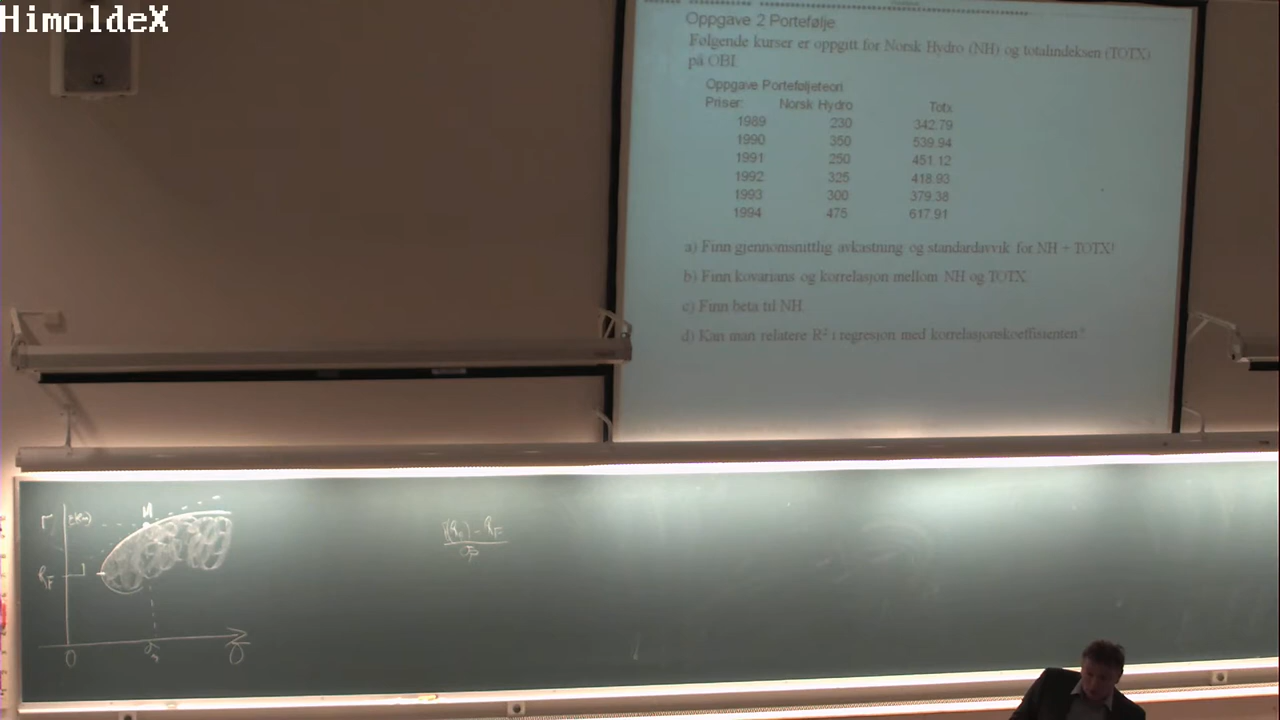 HimoldeX
Oppgave 2 Portefølje
Følgende kurser er oppgitt for Norsk Hydro (NH) og totalindeksen (TOTX)
på OBI.
Oppgave Porteføljeteori
Priser: Norsk Hydro Totx
1989 230 342.79
1990 350 539.94
1991 250 451.12
1992 325 418.93
1993 300 379.38
1994 475 617.91
a) Finn gjennomsnittlig avkastning og standardavvik for NH + TOTX!
b) Finn kovarians og korrelasjon mellom NH og TOTX.
c) Finn beta til NH.
d) Kan man relatere R² i regresjon med korrelasjonskoeffisienten?
r E(Rm) M
RF
0 σm σ